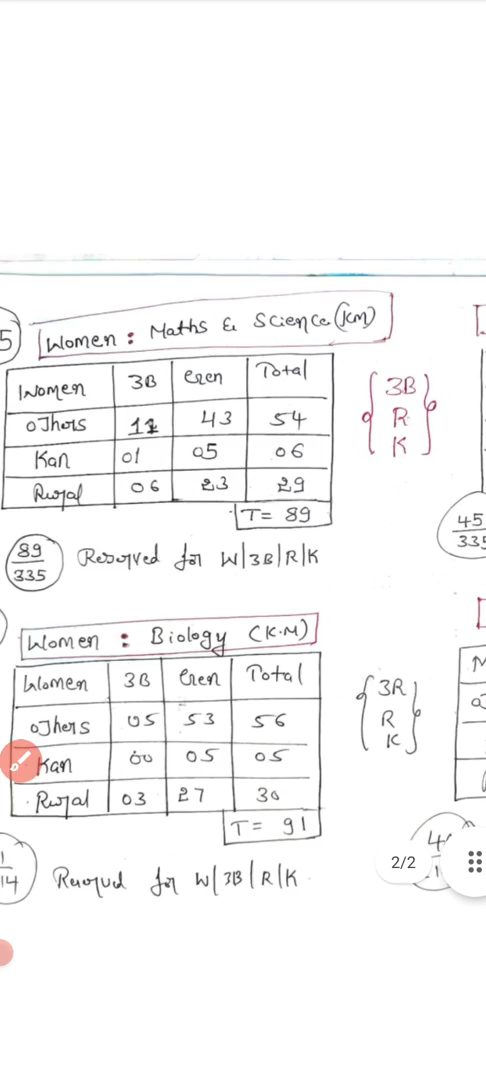 5 Women : Maths & Science (KM)
Women 3B Gen Total
others 11 43 54
Kan 01 05 06
Rural 06 23 29
T= 89
3B
R
K
89/335 Reserved for W/3B/R/K
45/335
Women : Biology (K.M)
Women 3B Gen Total
others 05 53 56
Kan 00 05 05
Rural 03 27 30
T= 91
3R
R
K
M
2/2
Reserved for W/3B/R/K